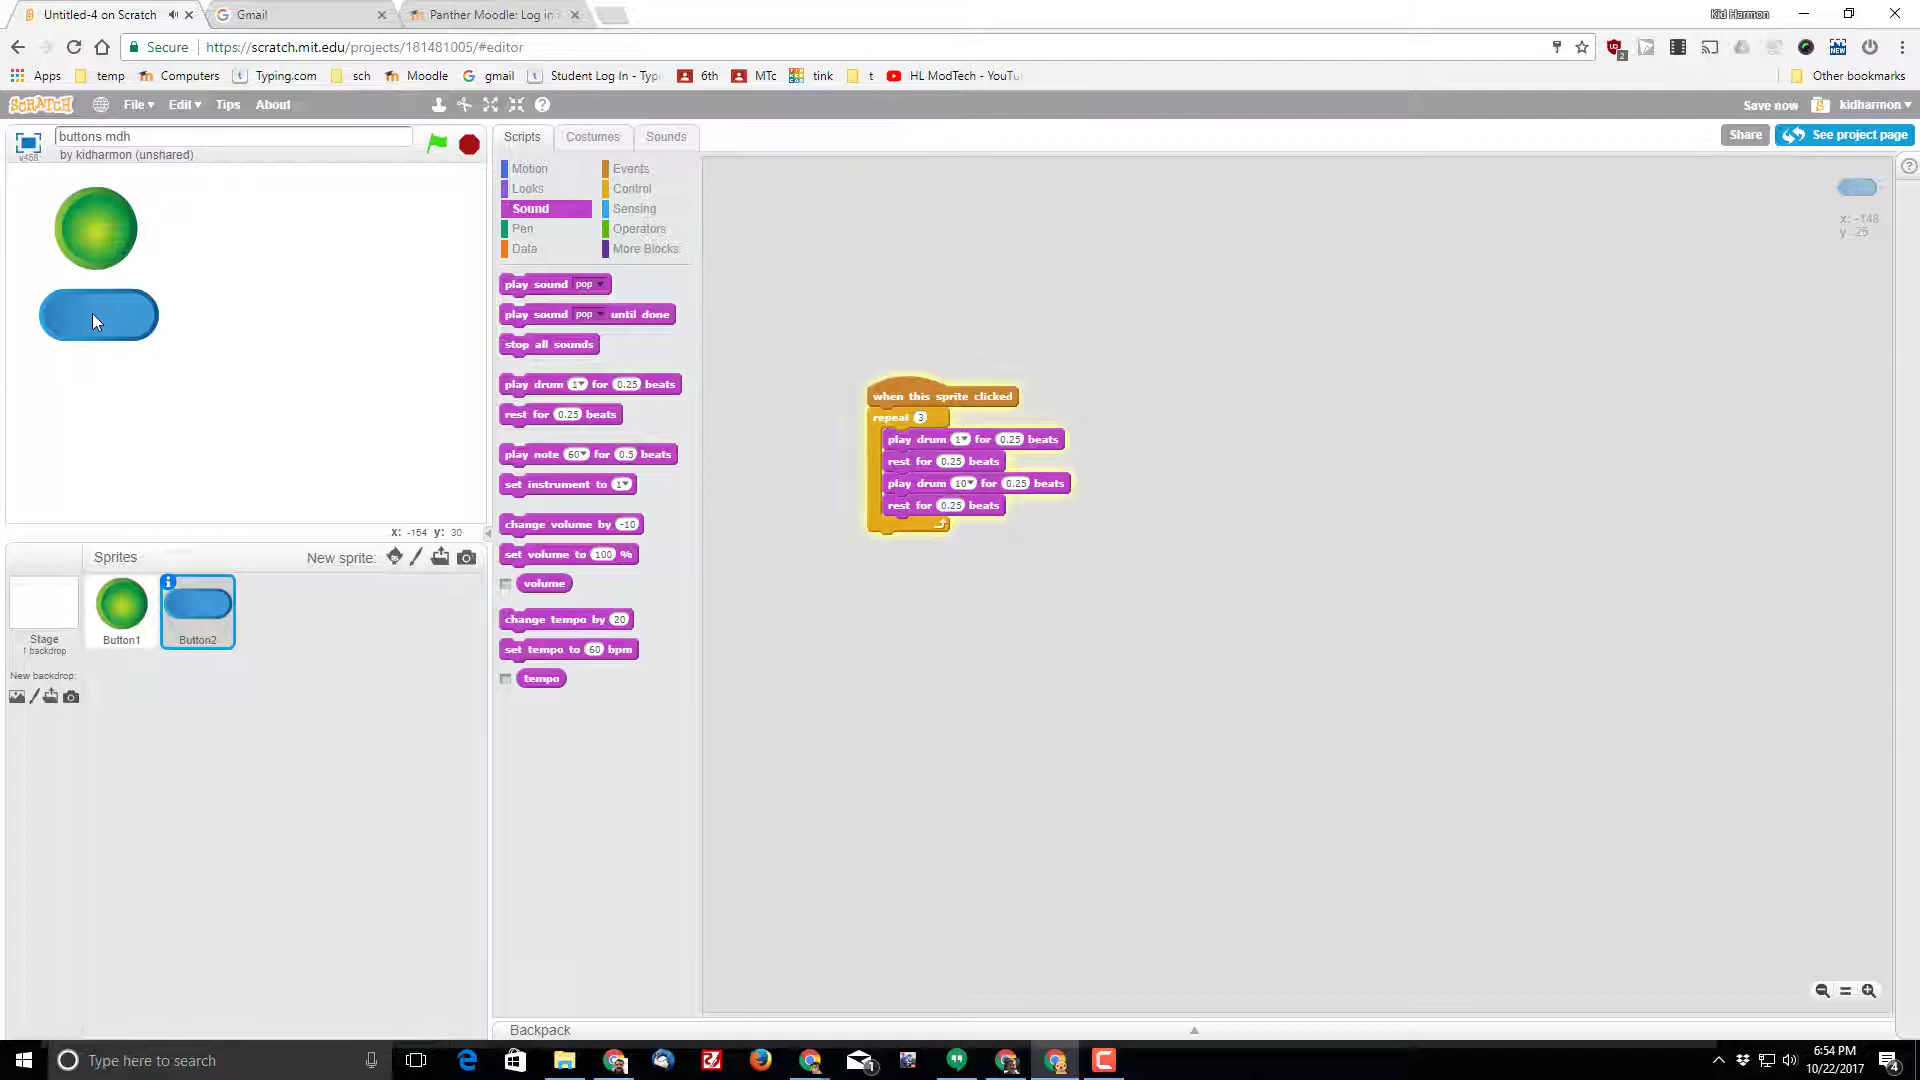 Untitled-4 on Scratch
Gmail
Panther Moodle: Log in
Kid Harmon
Secure
https://scratch.mit.edu/projects/181481005/#editor
Apps
temp
Computers
Typing.com
sch
Moodle
gmail
Student Log In - Typ
6th
MTc
tink
t
HL ModTech - YouTu
Other bookmarks
SCRATCH
File
Edit
Tips
About
Save now
kidharmon
buttons mdh
by kidharmon (unshared)
v458
Scripts
Costumes
Sounds
Share
See project page
Motion
Looks
Sound
Pen
Data
Events
Control
Sensing
Operators
More Blocks
play sound pop
play sound pop until done
stop all sounds
play drum 1 for 0.25 beats
rest for 0.25 beats
play note 60 for 0.5 beats
set instrument to 1
change volume by -10
set volume to 100 %
volume
change tempo by 20
set tempo to 60 bpm
tempo
when this sprite clicked
repeat 3
play drum 1 for 0.25 beats
rest for 0.25 beats
play drum 10 for 0.25 beats
rest for 0.25 beats
x: -148
y: 25
x: -154 y: 30
Sprites
New sprite:
Stage
1 backdrop
New backdrop:
Button1
Button2
Backpack
Type here to search
6:54 PM
10/22/2017